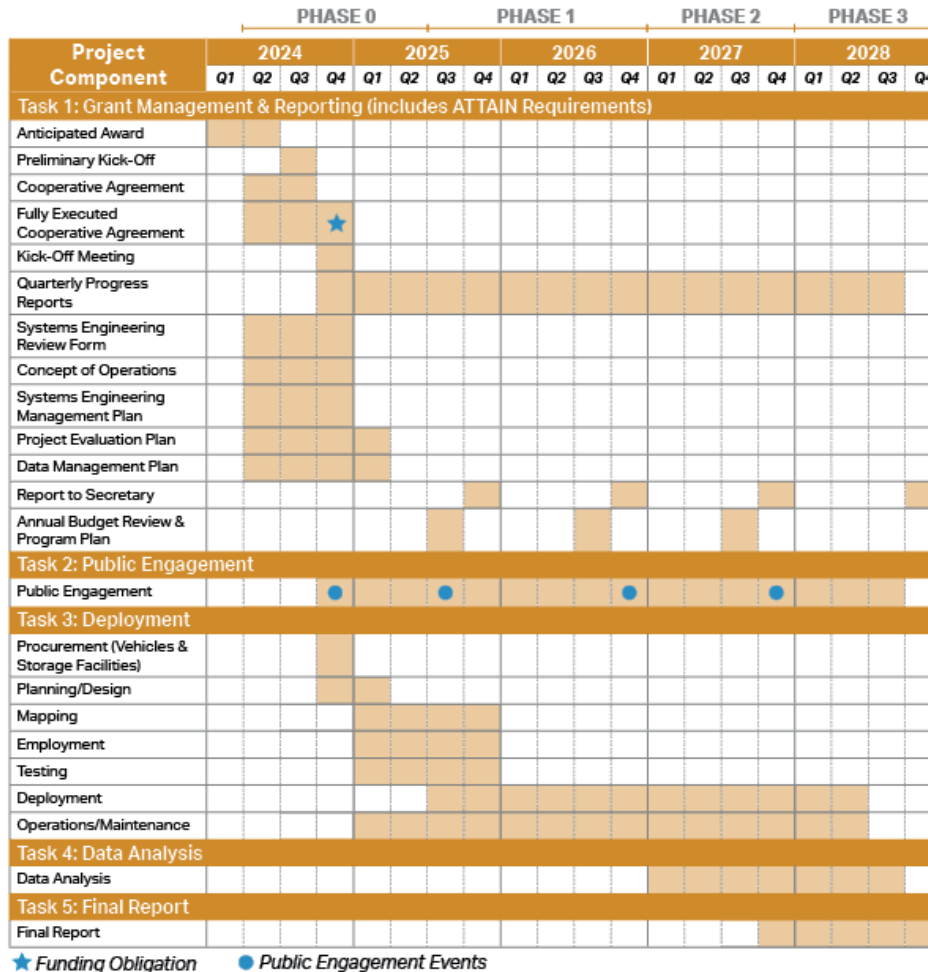 PHASE 0 PHASE 1 PHASE 2 PHASE 3
Project Component 2024 2025 2026 2027 2028
Q1 Q2 Q3 Q4 Q1 Q2 Q3 Q4 Q1 Q2 Q3 Q4 Q1 Q2 Q3 Q4 Q1 Q2 Q3 Q4
Task 1: Grant Management & Reporting (includes ATTAIN Requirements)
Anticipated Award
Preliminary Kick-Off
Cooperative Agreement
Fully Executed
Cooperative Agreement
Kick-Off Meeting
Quarterly Progress
Reports
Systems Engineering
Review Form
Concept of Operations
Systems Engineering
Management Plan
Project Evaluation Plan
Data Management Plan
Report to Secretary
Annual Budget Review &
Program Plan
Task 2: Public Engagement
Public Engagement
Task 3: Deployment
Procurement (Vehicles &
Storage Facilities)
Planning/Design
Mapping
Employment
Testing
Deployment
Operations/Maintenance
Task 4: Data Analysis
Data Analysis
Task 5: Final Report
Final Report
Funding Obligation Public Engagement Events